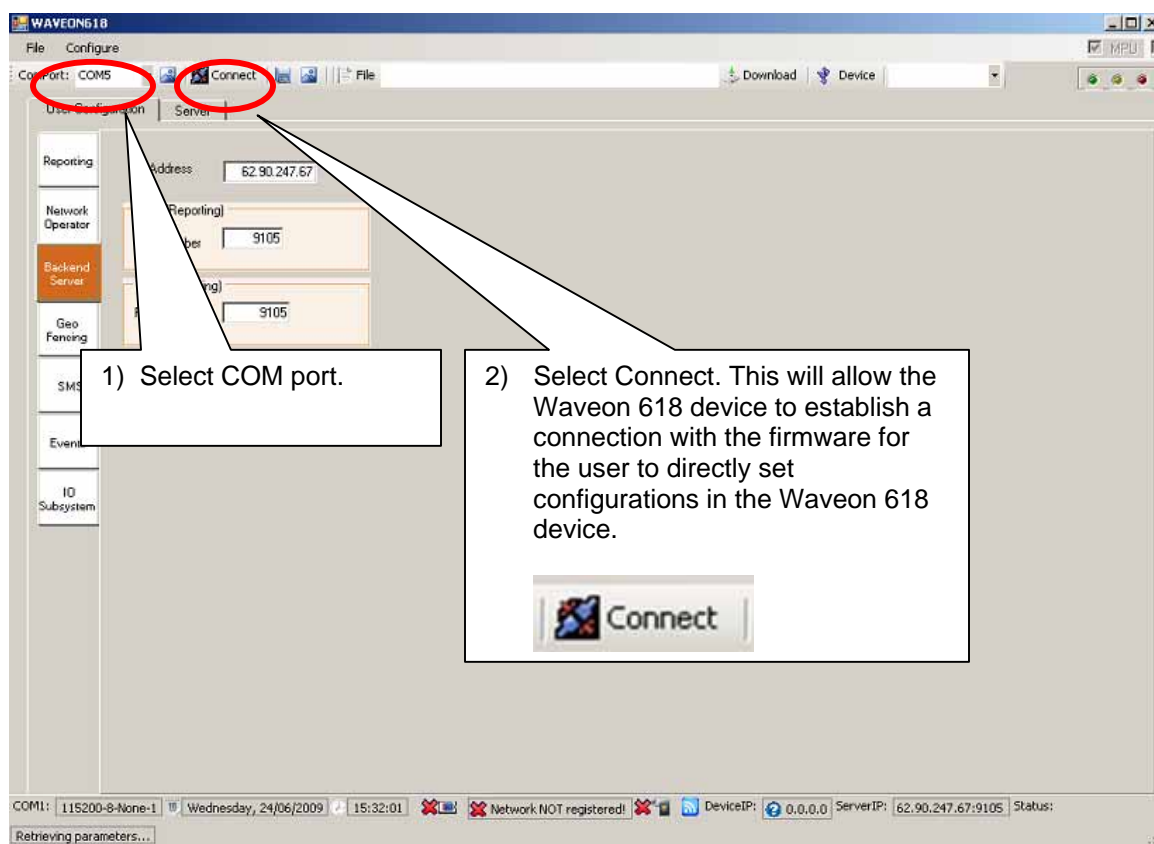 WAVEON618
File Configure
MPU
ComPort: COM5 Connect File Download Device
User Configuration Server
Reporting
Address 62.90.247.67
Network
Operator
Reporting)
9105
Backend
Server
9105
Geo
Fencing
1) Select COM port.
2) Select Connect. This will allow the
Waveon 618 device to establish a
connection with the firmware for
the user to directly set
configurations in the Waveon 618
device.
Connect
SMS
IO
Subsystem
COM1: 115200-8-None-1 Wednesday, 24/06/2009 15:32:01 Network NOT registered! DeviceIP: 0.0.0.0 ServerIP: 62.90.247.67:9105 Status:
Retrieving parameters...